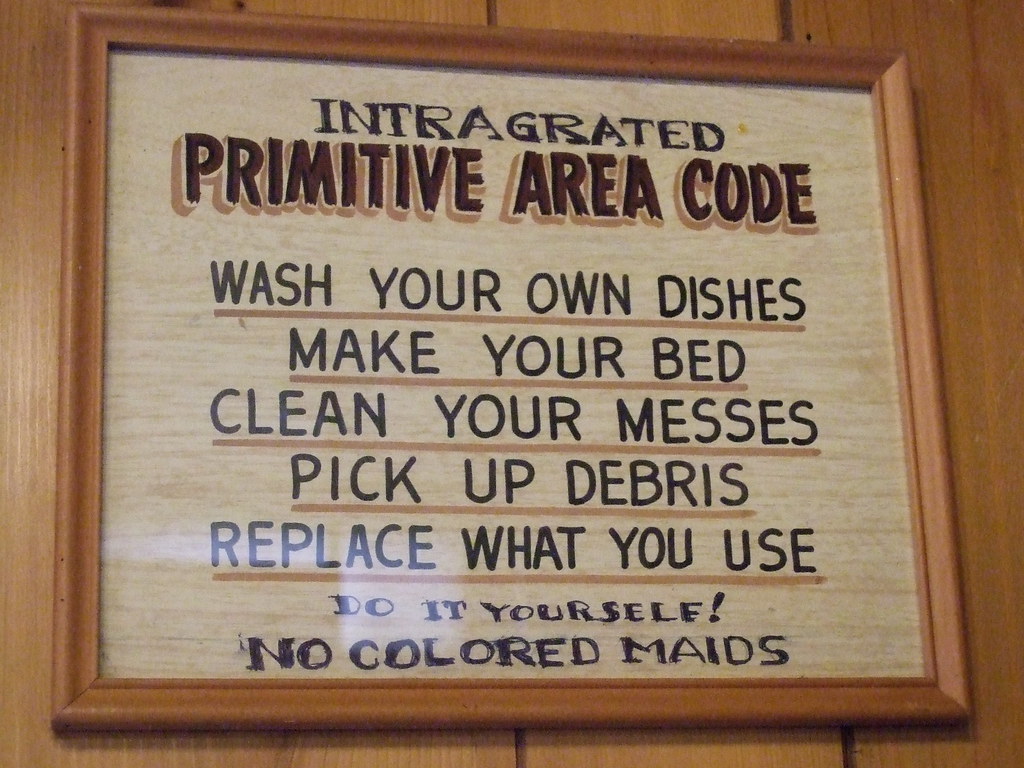 INTRAGRATED
PRIMITIVE AREA CODE
WASH YOUR OWN DISHES
MAKE YOUR BED
CLEAN YOUR MESSES
PICK UP DEBRIS
REPLACE WHAT YOU USE
DO IT YOURSELF!
NO COLORED MAIDS